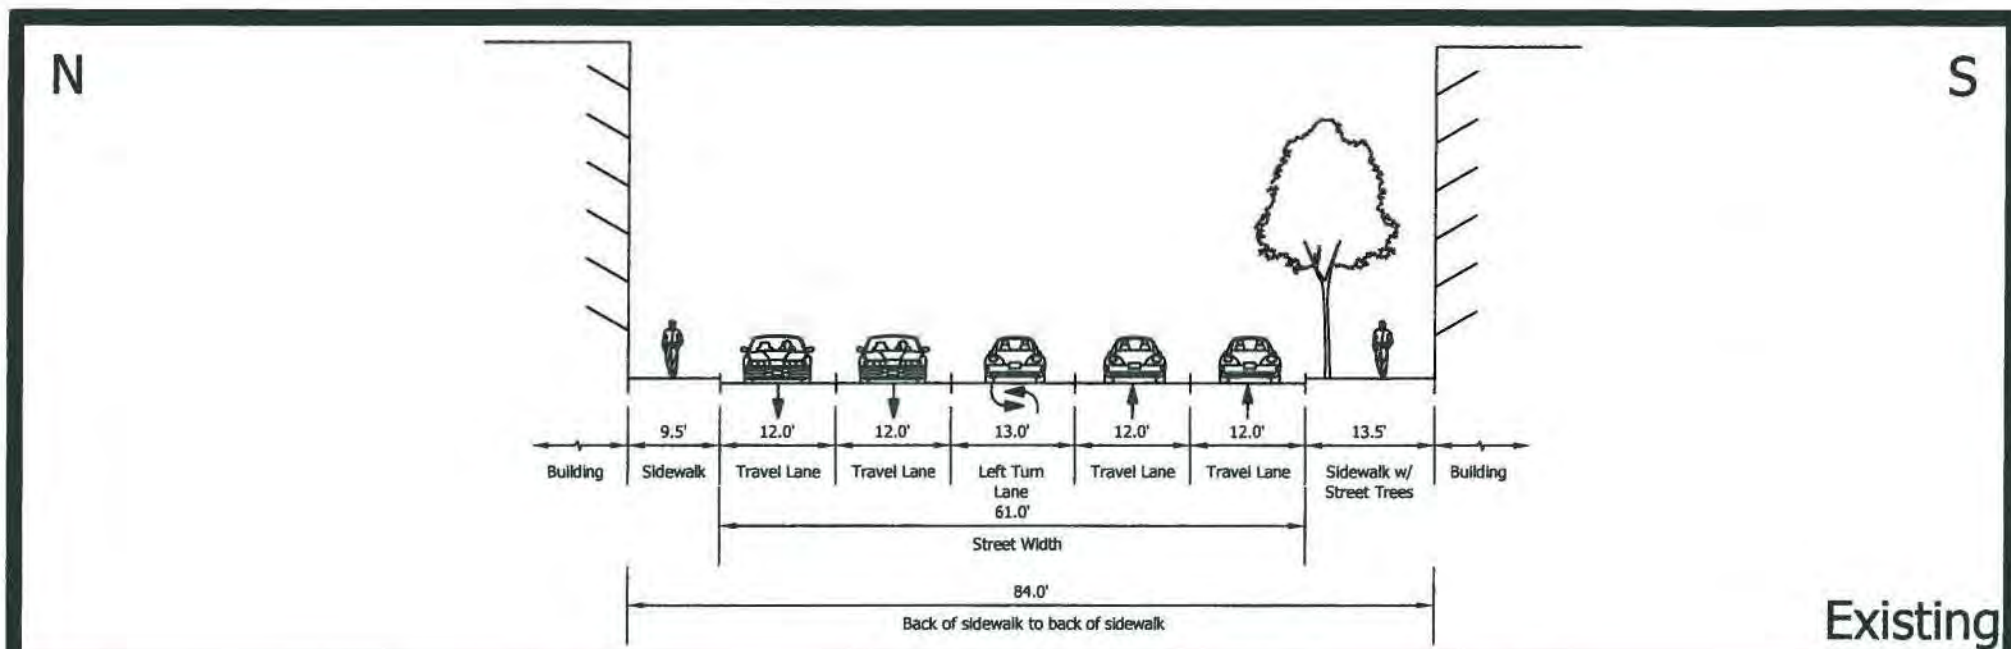 N
S
9.5'
12.0'
12.0'
13.0'
12.0'
12.0'
13.5'
Building
Sidewalk
Travel Lane
Travel Lane
Left Turn
Lane
Travel Lane
Travel Lane
Sidewalk w/
Street Trees
Building
61.0'
Street Width
84.0'
Back of sidewalk to back of sidewalk
Existing